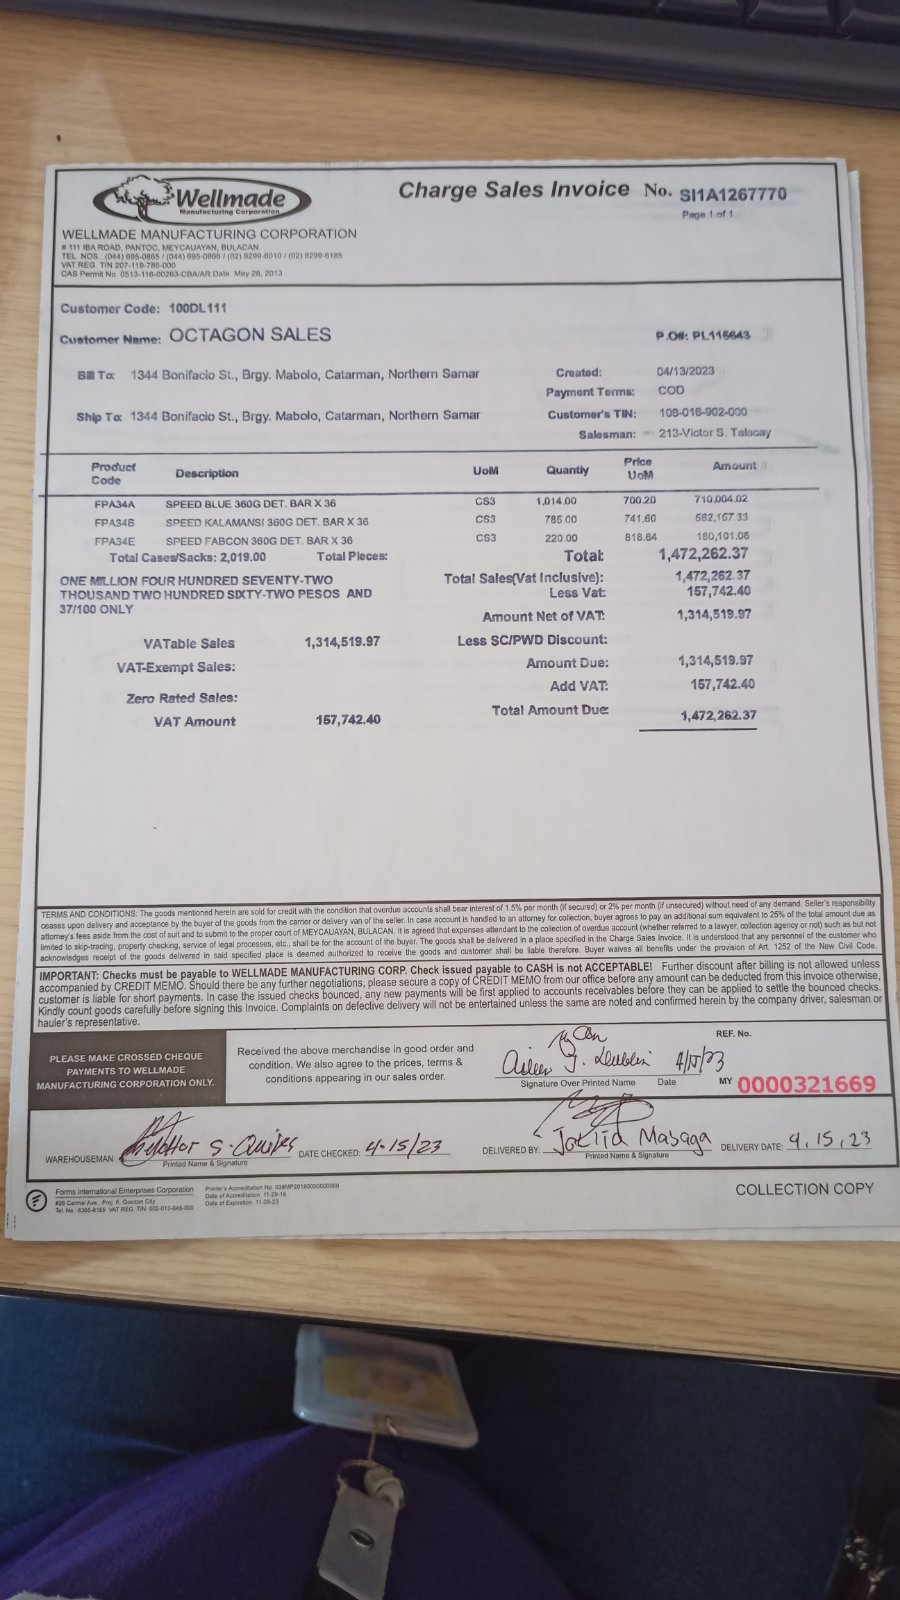 Wellmade
Manufacturing Corporation
Charge Sales Invoice No. SI1A1267770
Page 1 of 1
WELLMADE MANUFACTURING CORPORATION
# 111 IBA ROAD, PANTOC, MEYCAUAYAN, BULACAN
TEL. NOS : (044) 695-0865 / (044) 695-0866 / (02) 8299-6010 / (02) 8299-6165
VAT REG. TIN 207-119-786-000
CAS Permit No. 0513-116-00263-CBA/AR Date May 28, 2013
Customer Code: 100DL111
Customer Name: OCTAGON SALES
P.O#: PL115643
Bill To: 1344 Bonifacio St., Brgy. Mabolo, Catarman, Northern Samar
Created: 04/13/2023
Payment Terms: COD
Ship To: 1344 Bonifacio St., Brgy. Mabolo, Catarman, Northern Samar
Customer's TIN: 108-016-902-000
Salesman: 213-Victor S. Talacay
Product Code Description UoM Quantiy Price UoM Amount
FPA34A SPEED BLUE 360G DET. BAR X 36 CS3 1,014.00 700.20 710,004.02
FPA34B SPEED KALAMANSI 360G DET. BAR X 36 CS3 785.00 741.60 582,157.33
FPA34E SPEED FABCON 360G DET. BAR X 36 CS3 220.00 818.64 180,101.06
Total Cases/Sacks: 2,019.00 Total Pieces: Total: 1,472,262.37
ONE MILLION FOUR HUNDRED SEVENTY-TWO
THOUSAND TWO HUNDRED SIXTY-TWO PESOS AND
37/100 ONLY
Total Sales(Vat Inclusive): 1,472,262.37
Less Vat: 157,742.40
Amount Net of VAT: 1,314,519.97
VATable Sales 1,314,519.97
Less SC/PWD Discount:
VAT-Exempt Sales:
Amount Due: 1,314,519.97
Zero Rated Sales:
Add VAT: 157,742.40
VAT Amount 157,742.40
Total Amount Due: 1,472,262.37
TERMS AND CONDITIONS: The goods mentioned herein are sold for credit with the condition that overdue accounts shall bear interest of 1.5% per month (if secured) or 2% per month (if unsecured) without need of any demand. Seller's responsibility
ceases upon delivery and acceptance by the buyer of the goods from the carrier or delivery van of the seller. In case account is handled to an attorney for collection, buyer agrees to pay an additional sum equivalent to 25% of the total amount due as
attorney's fees aside from the cost of suit and to submit to the proper court of MEYCAUAYAN, BULACAN. It is agreed that expenses attendant to the collection of overdue account (whether referred to a lawyer, collection agency or not) such as but not
limited to skip-tracing, property checking, service of legal processes, etc., shall be for the account of the buyer. The goods shall be delivered in a place specified in the Charge Sales Invoice. It is understood that any personnel of the customer who
acknowledges receipt of the goods delivered in said specified place is deemed authorized to receive the goods and customer shall be liable therefore. Buyer waives all benefits under the provision of Art. 1252 of the New Civil Code.
IMPORTANT: Checks must be payable to WELLMADE MANUFACTURING CORP. Check issued payable to CASH is not ACCEPTABLE! Further discount after billing is not allowed unless
accompanied by CREDIT MEMO. Should there be any further negotiations, please secure a copy of CREDIT MEMO from our office before any amount can be deducted from this invoice otherwise,
customer is liable for short payments. In case the issued checks bounced, any new payments will be first applied to accounts receivables before they can be applied to settle the bounced checks.
Kindly count goods carefully before signing this Invoice. Complaints on defective delivery will not be entertained unless the same are noted and confirmed herein by the company driver, salesman or
hauler's representative.
PLEASE MAKE CROSSED CHEQUE
PAYMENTS TO WELLMADE
MANUFACTURING CORPORATION ONLY.
Received the above merchandise in good order and
condition. We also agree to the prices, terms &
conditions appearing in our sales order.
4/15/23
Signature Over Printed Name Date
REF. No.
MY 0000321669
WAREHOUSEMAN:
Printed Name & Signature
DATE CHECKED: 4-15/23
DELIVERED BY: Masaga
Printed Name & Signature
DELIVERY DATE: 4.15.23
Forms International Enterprises Corporation
#26 Carmel Ave., Proj. 6, Quezon City
Tel. No. 8365-8165 VAT REG. TIN 002-013-045-000
Printer's Accreditation No. 038MP20180000000068
Date of Accreditation 11-29-18
Date of Expiration 11-28-23
COLLECTION COPY